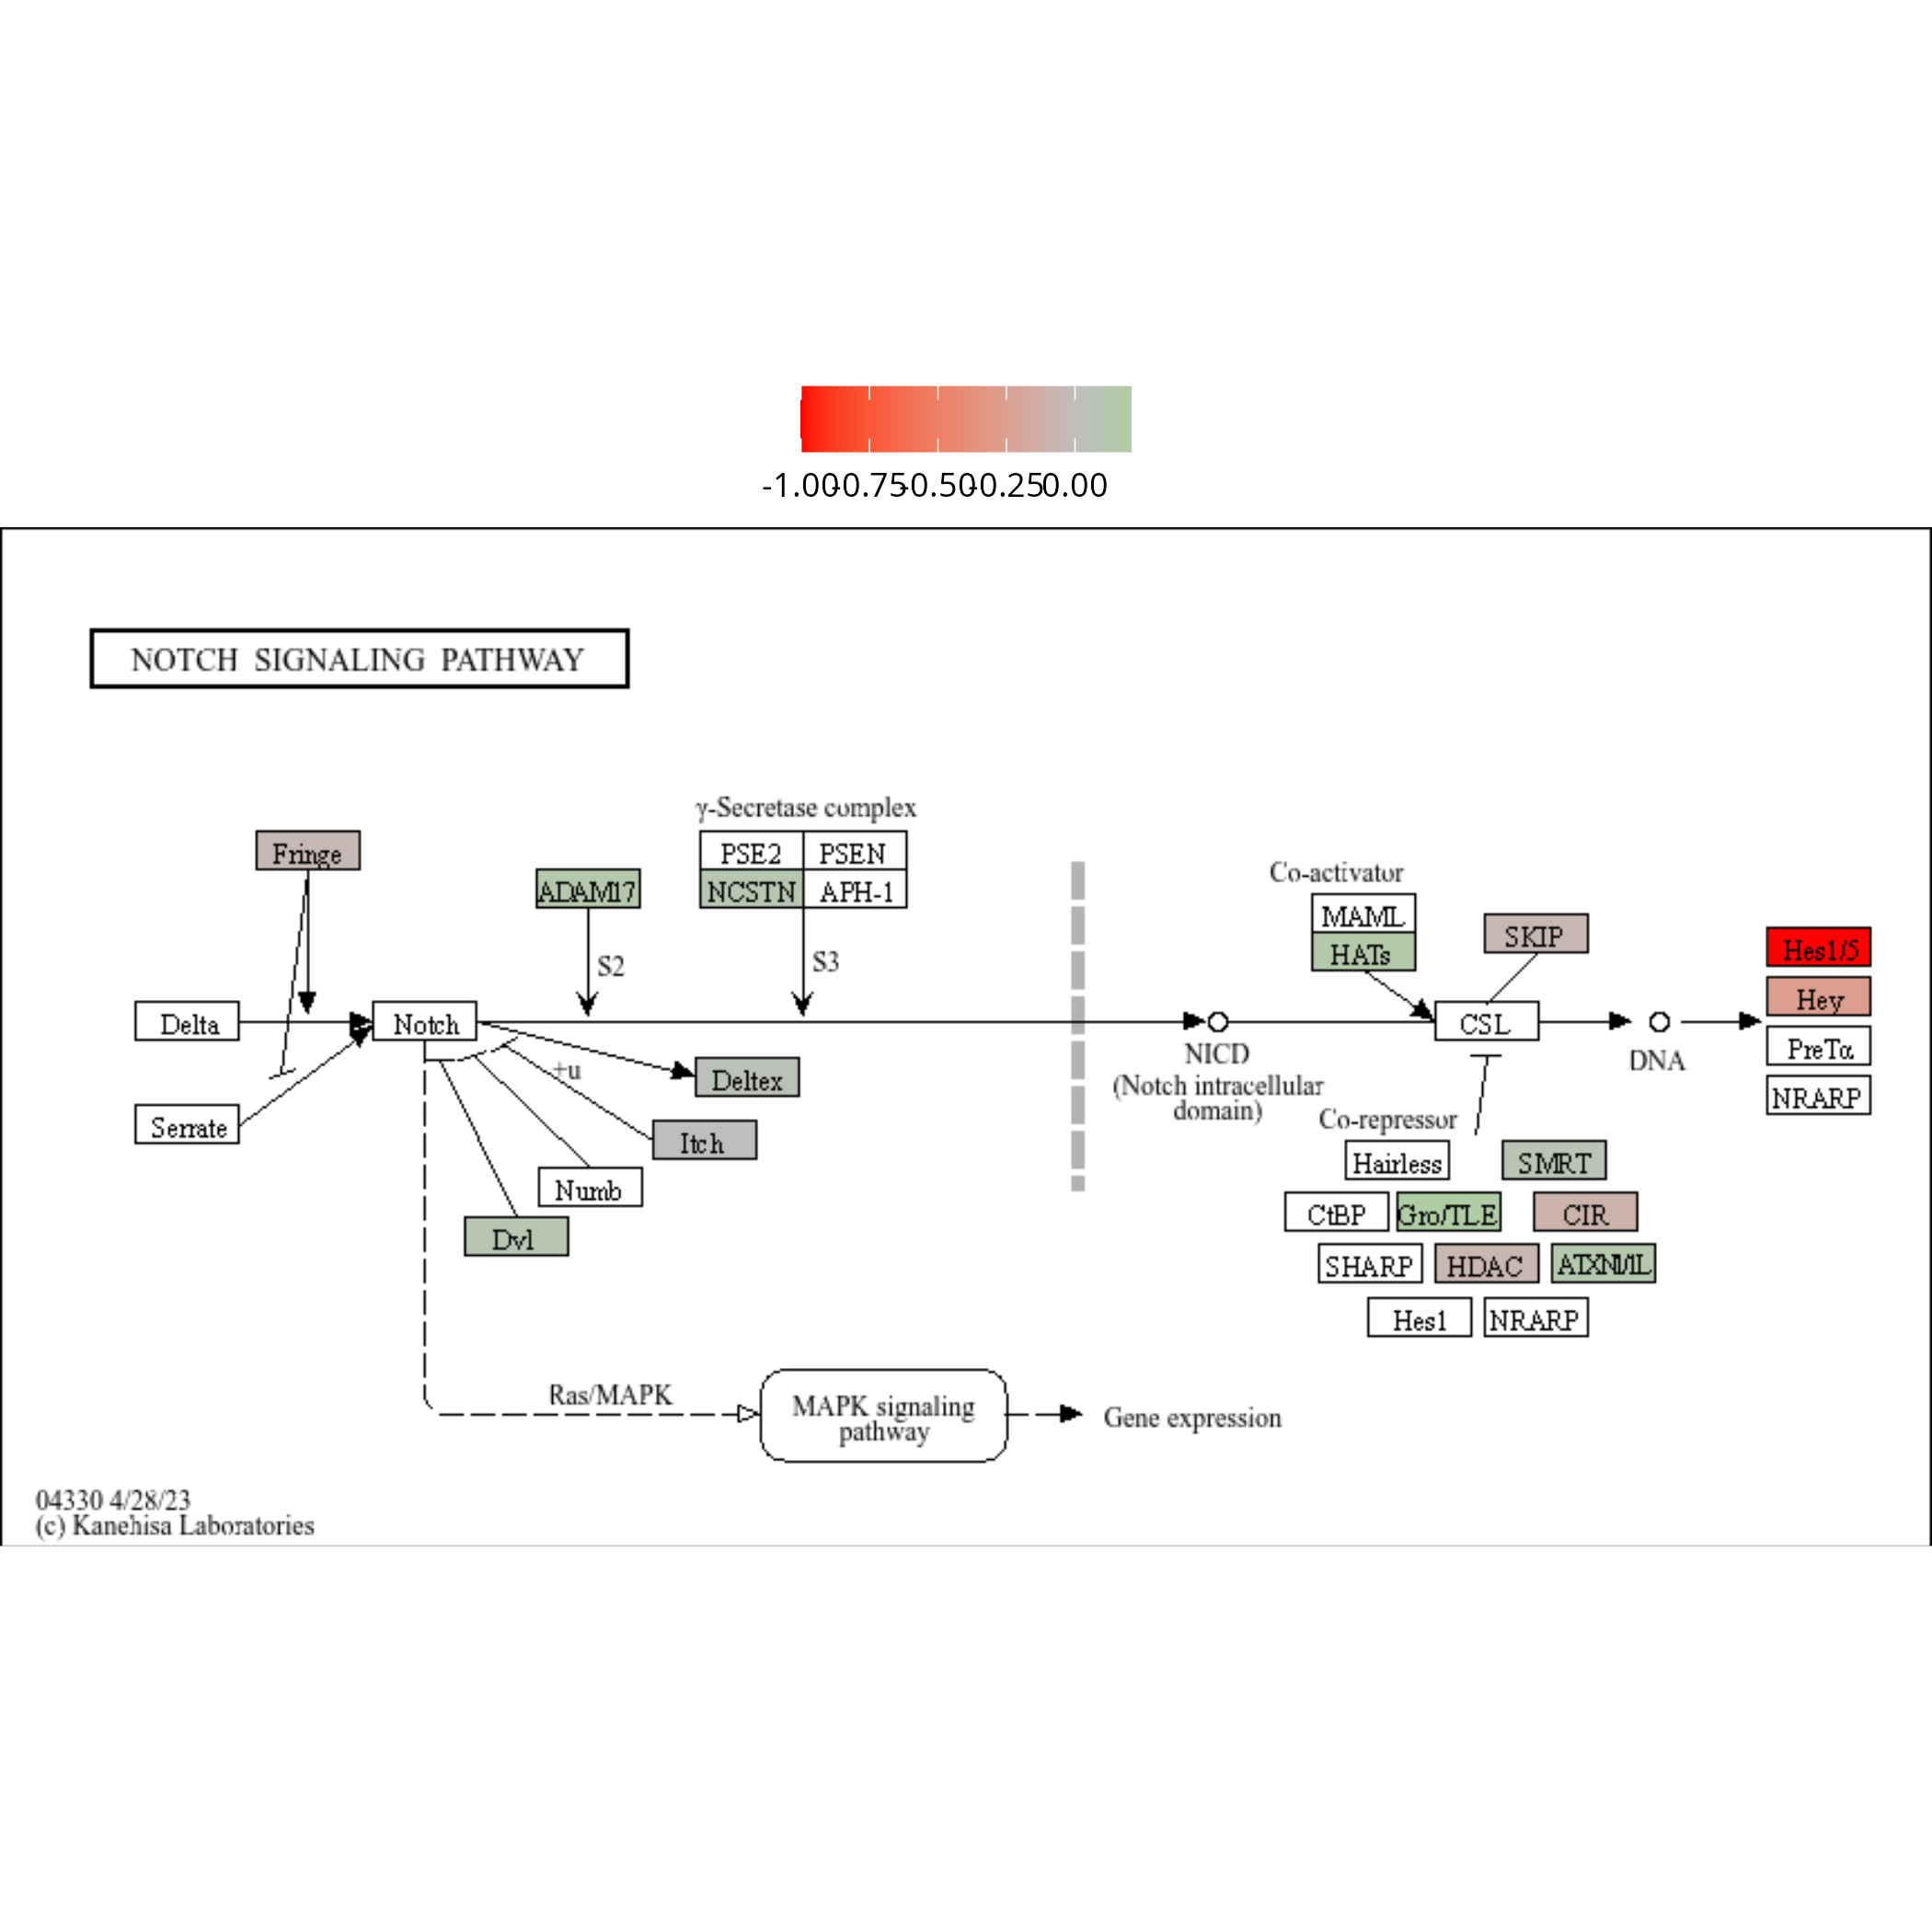 -1.00 -0.75 -0.50 -0.25 0.00
NOTCH SIGNALING PATHWAY
γ-Secretase complex
Fringe
PSE2 PSEN
ADAM17
NCSTN APH-1
Co-activator
MAML
HATs
SKIP
Hes1/5
S2
S3
Hey
Delta
Notch
CSL
PreTα
NICD
(Notch intracellular
domain)
DNA
+u
Deltex
NRARP
Serrate
Itch
Co-repressor
Hairless
SMRT
Numb
CtBP
Gro/TLE
CIR
Dvl
SHARP
HDAC
ATXN1/1L
Hes1
NRARP
Ras/MAPK
MAPK signaling
pathway
Gene expression
04330 4/28/23
(c) Kanehisa Laboratories